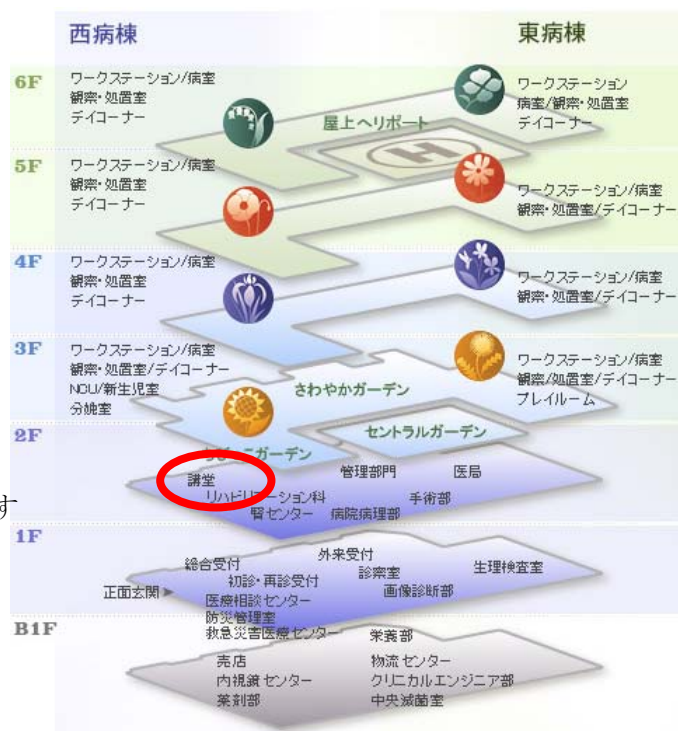 西病棟
東病棟
6F
ワークステーション/病室
観察・処置室
デイコーナー
ワークステーション
病室/観察・処置室
デイコーナー
屋上ヘリポート
H
5F
ワークステーション/病室
観察・処置室
デイコーナー
ワークステーション/病室
観察・処置室/デイコーナー
4F
ワークステーション/病室
観察・処置室
デイコーナー
ワークステーション/病室
観察・処置室/デイコーナー
3F
ワークステーション/病室
観察・処置室/デイコーナー
NCU/新生児室
分娩室
ワークステーション/病室
観察/処置室/デイコーナー
プレイルーム
さわやかガーデン
2F
セントラルガーデン
ガーデン
講堂
管理部門
医局
リハビリテーション科
手術部
腎センター
病院病理部
す
1F
総合受付
外来受付
初診・再診受付
診察室
生理検査室
正面玄関
医療相談センター
画像診断部
防災管理室
救急災害医療センター
B1F
栄養部
売店
物流センター
内視鏡センター
クリニカルエンジニア部
薬剤部
中央滅菌室